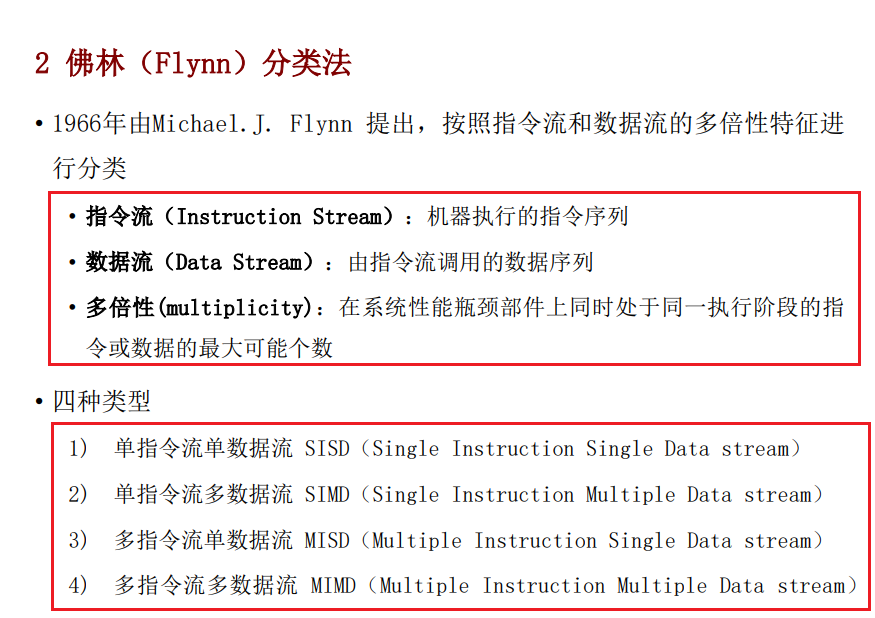 2 佛林（Flynn）分类法
• 1966年由Michael.J. Flynn 提出，按照指令流和数据流的多倍性特征进
行分类
• 指令流（Instruction Stream）：机器执行的指令序列
• 数据流（Data Stream）：由指令流调用的数据序列
• 多倍性(multiplicity)：在系统性能瓶颈部件上同时处于同一执行阶段的指
令或数据的最大可能个数
• 四种类型
1) 单指令流单数据流 SISD（Single Instruction Single Data stream）
2) 单指令流多数据流 SIMD（Single Instruction Multiple Data stream）
3) 多指令流单数据流 MISD（Multiple Instruction Single Data stream）
4) 多指令流多数据流 MIMD（Multiple Instruction Multiple Data stream）